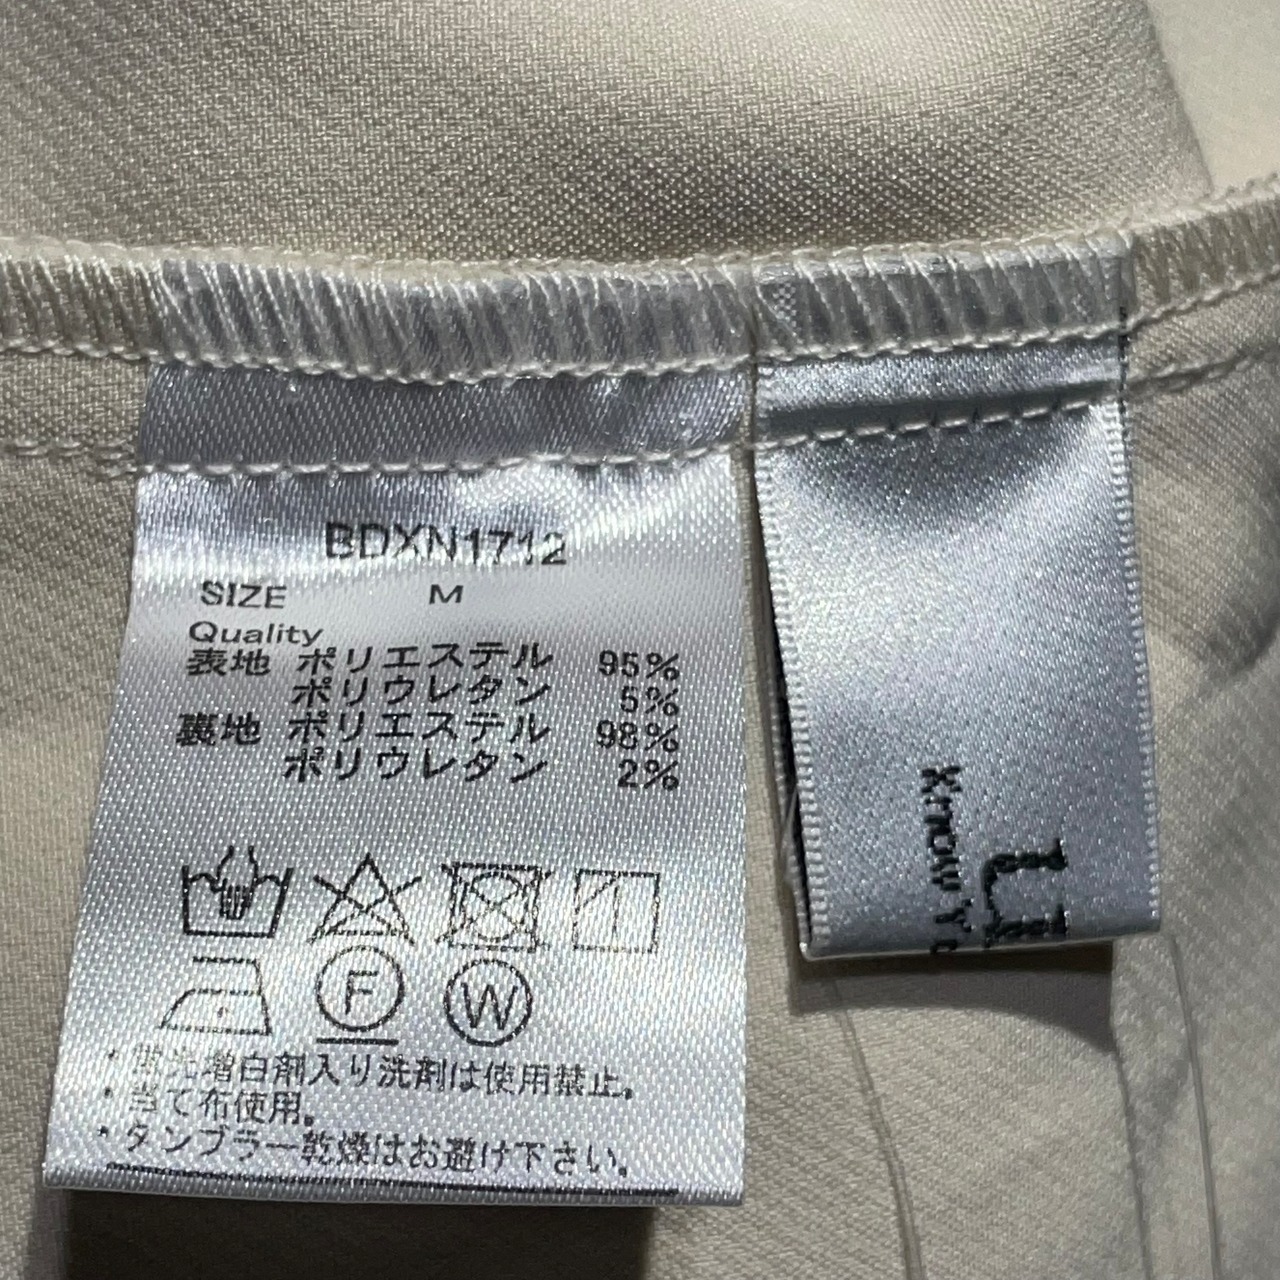 BDXN1712
SIZE M
Quality
表地 ポリエステル 95%
ポリウレタン 5%
裏地 ポリエステル 98%
ポリウレタン 2%
F W
・蛍光増白剤入り洗剤は使用禁止。
・当て布使用。
・タンブラー乾燥はお避け下さい。
Know